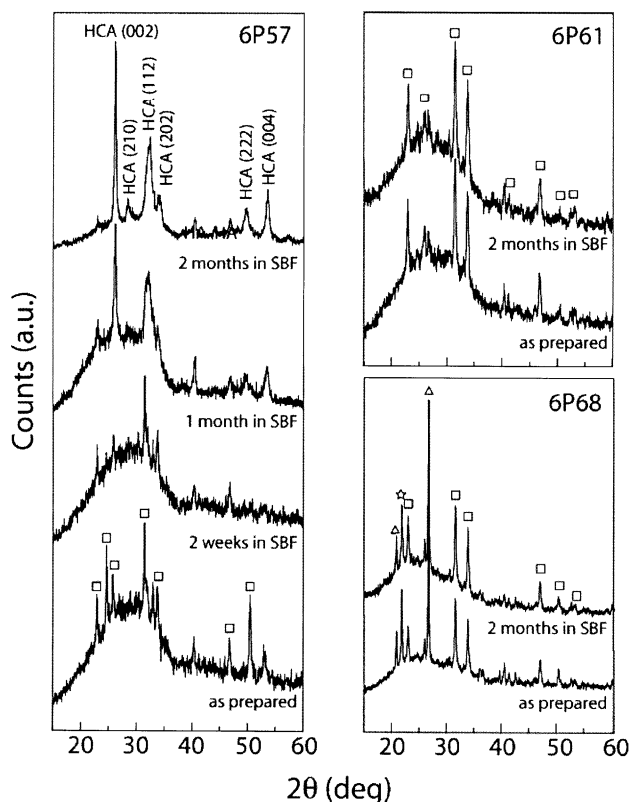 6P57
HCA (002)
HCA (210)
HCA (112)
HCA (202)
HCA (222)
HCA (004)
2 months in SBF
1 month in SBF
2 weeks in SBF
as prepared
20 30 40 50 60
6P61
2 months in SBF
as prepared
6P68
2 months in SBF
as prepared
20 30 40 50 60
Counts (a.u.)
2θ (deg)